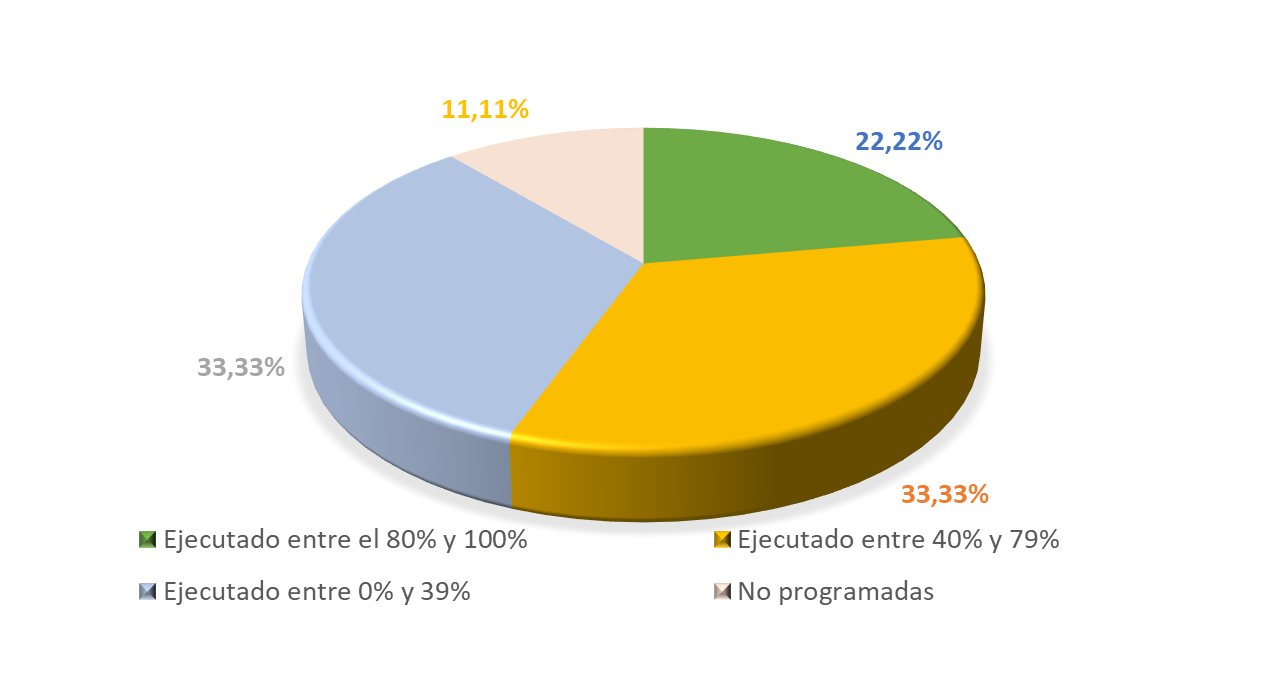 11,11%
22,22%
33,33%
33,33%
Ejecutado entre el 80% y 100%
Ejecutado entre 40% y 79%
Ejecutado entre 0% y 39%
No programadas